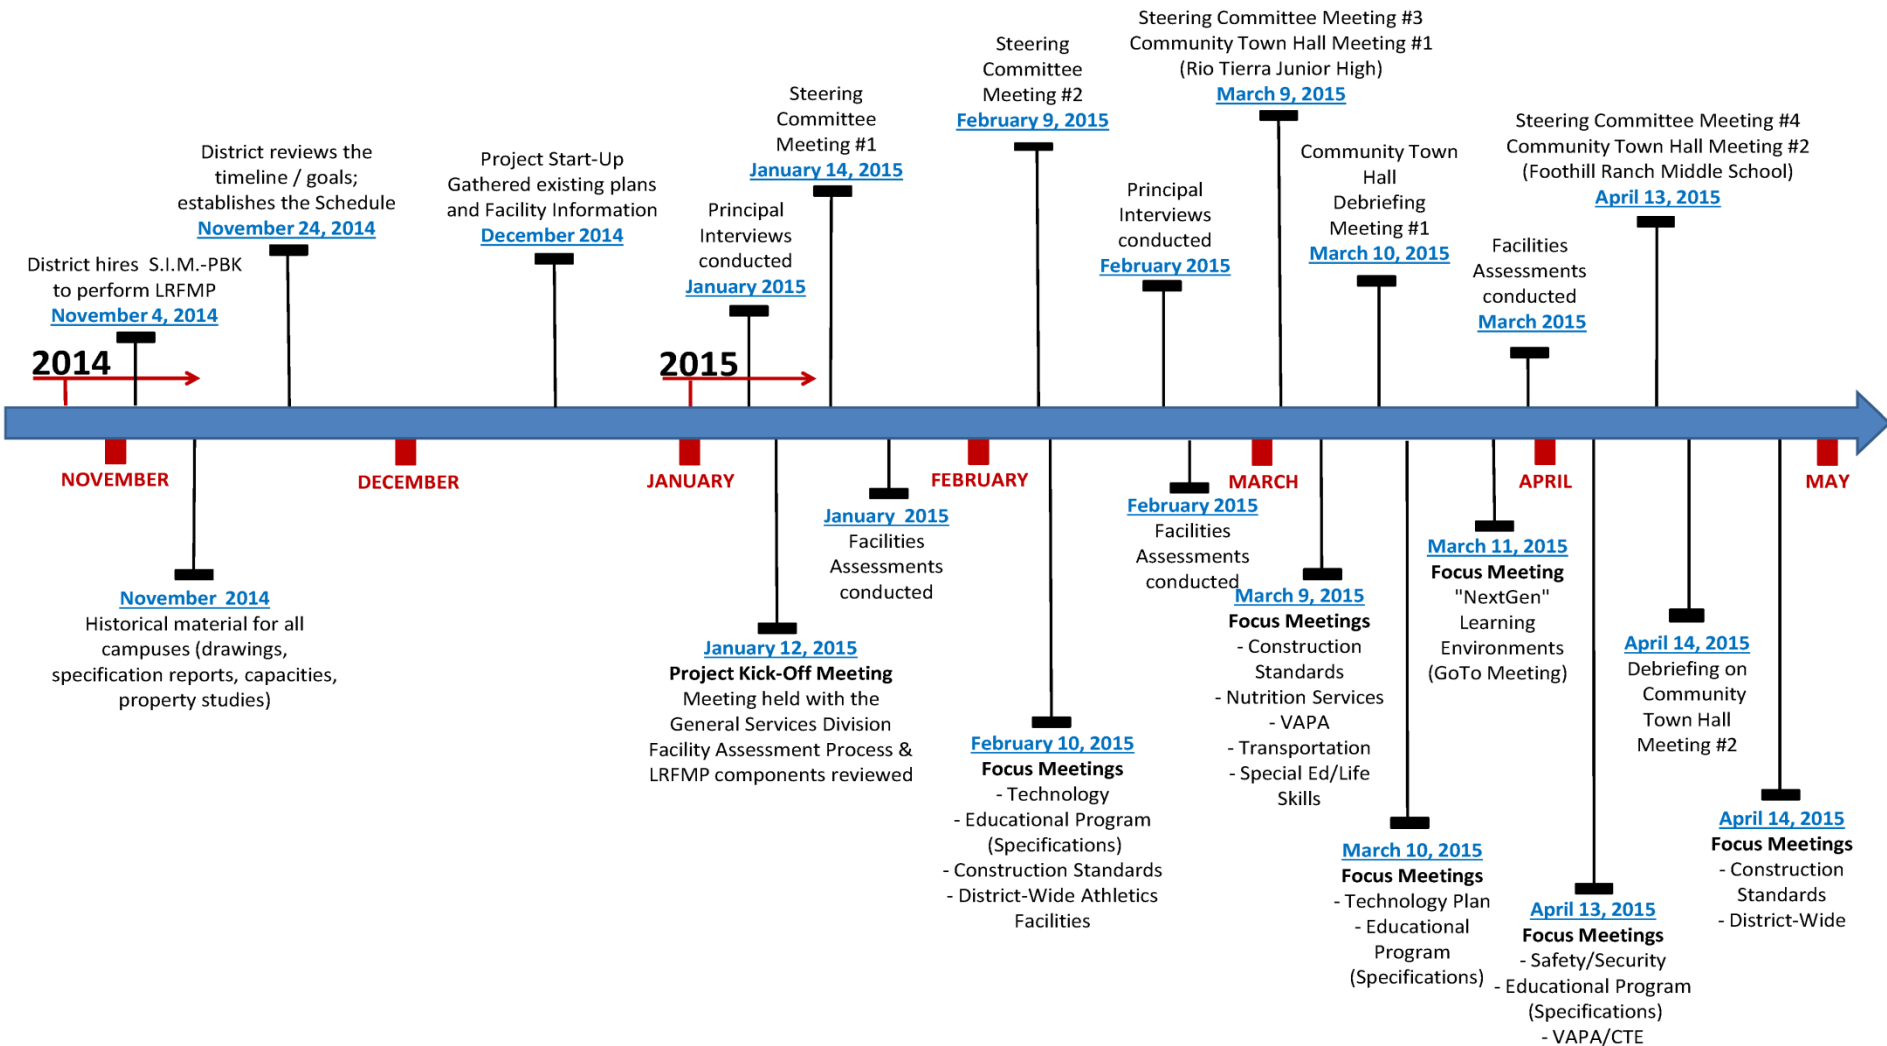 District hires  S.I.M.-PBK
to perform LRFMP
November 4, 2014
District reviews the
timeline / goals;
establishes the Schedule
November 24, 2014
Project Start-Up
Gathered existing plans
and Facility Information
December 2014
Principal
Interviews
conducted
January 2015
Steering
Committee
Meeting #1
January 14, 2015
Steering
Committee
Meeting #2
February 9, 2015
Principal
Interviews
conducted
February 2015
Steering Committee Meeting #3
Community Town Hall Meeting #1
(Rio Tierra Junior High)
March 9, 2015
Community Town
Hall
Debriefing
Meeting #1
March 10, 2015
Facilities
Assessments
conducted
March 2015
Steering Committee Meeting #4
Community Town Hall Meeting #2
(Foothill Ranch Middle School)
April 13, 2015
2014
2015
NOVEMBER
DECEMBER
JANUARY
FEBRUARY
MARCH
APRIL
MAY
November  2014
Historical material for all
campuses (drawings,
specification reports, capacities,
property studies)
January 12, 2015
Project Kick-Off Meeting
Meeting held with the
General Services Division
Facility Assessment Process &
LRFMP components reviewed
January  2015
Facilities
Assessments
conducted
February 10, 2015
Focus Meetings
- Technology
- Educational Program
(Specifications)
- Construction Standards
- District-Wide Athletics
Facilities
February 2015
Facilities
Assessments
conducted
March 9, 2015
Focus Meetings
- Construction
Standards
- Nutrition Services
- VAPA
- Transportation
- Special Ed/Life
Skills
March 10, 2015
Focus Meetings
- Technology Plan
- Educational
Program
(Specifications)
March 11, 2015
Focus Meeting
"NextGen"
Learning
Environments
(GoTo Meeting)
April 13, 2015
Focus Meetings
- Safety/Security
- Educational Program
(Specifications)
- VAPA/CTE
April 14, 2015
Debriefing on
Community
Town Hall
Meeting #2
April 14, 2015
Focus Meetings
- Construction
Standards
- District-Wide